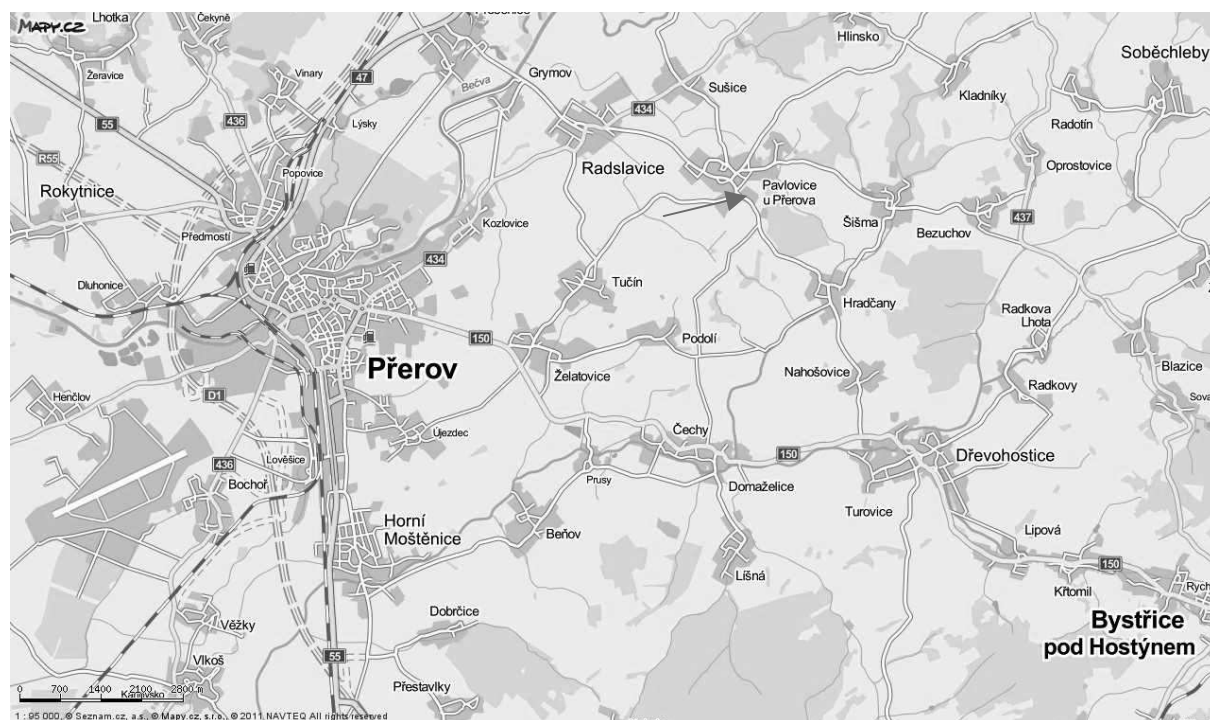 MAPY.CZ
Lhotka
Čekyně
Hlinsko
Soběchleby
Žeravice
Vinary
47
Bečva
Grymov
Sušice
Kladníky
55
436
Lýsky
434
Radotín
R55
Popovice
Radslavice
Oprostovice
Rokytnice
Pavlovice
u Přerova
Kozlovice
Šišma
Bezuchov
437
Předmostí
434
Dluhonice
Tučín
Hradčany
Radkova
Lhota
150
Podolí
Přerov
Želatovice
Nahošovice
Blazice
Radkovy
Henčlov
D1
Sova
Újezdec
Čechy
150
Dřevohostice
Lověšice
436
Bochoř
Prusy
Domaželice
Turovice
Horní
Moštěnice
Beňov
Lipová
Líšná
150
Křtomil
Rych
Dobrčice
Bystřice
pod Hostýnem
Věžky
Vlkoš
55
Přestavlky
Kanovsko
0 700 1400 2100 2800 m
1 : 95 000, © Seznam.cz, a.s., © Mapy.cz, s.r.o., © 2011 NAVTEQ All rights reserved